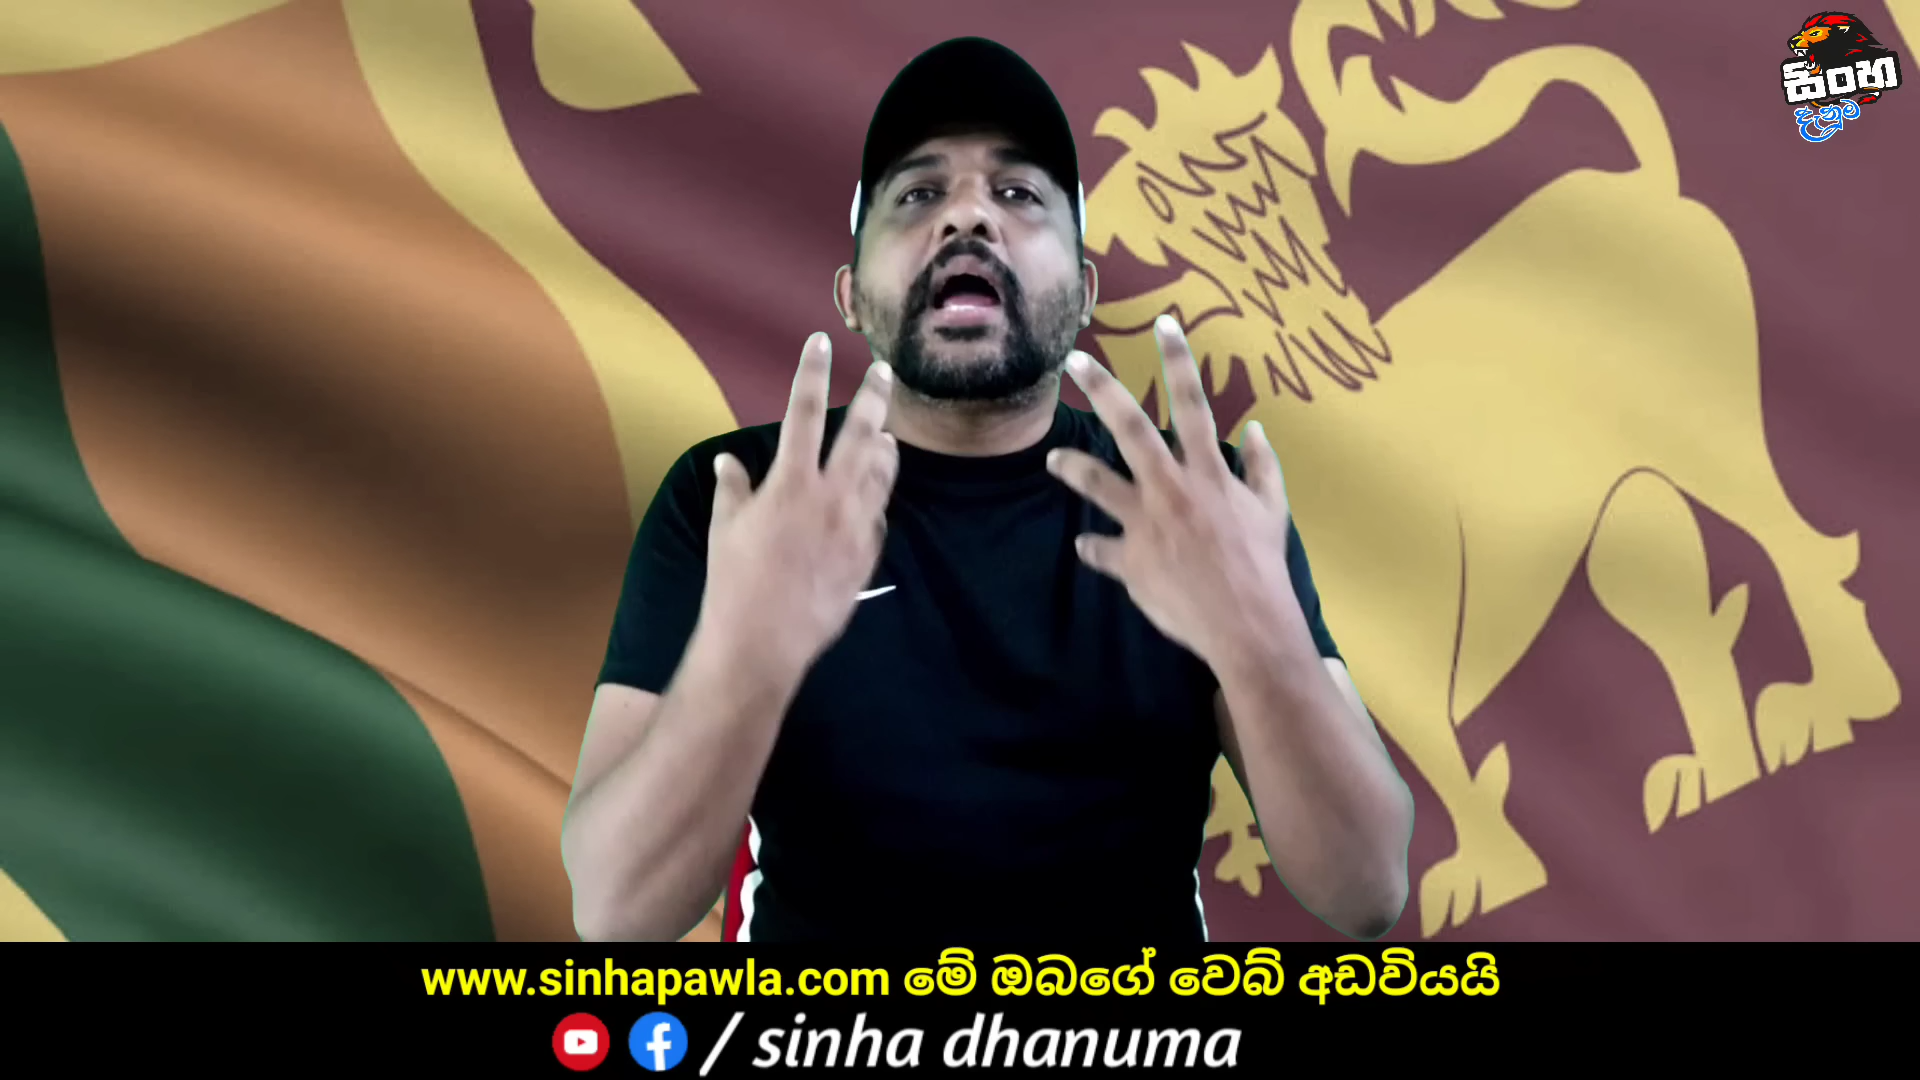 සිංහ
දැනුම
www.sinhapawla.com මේ ඔබගේ වෙබ් අඩවියයි
/ sinha dhanuma